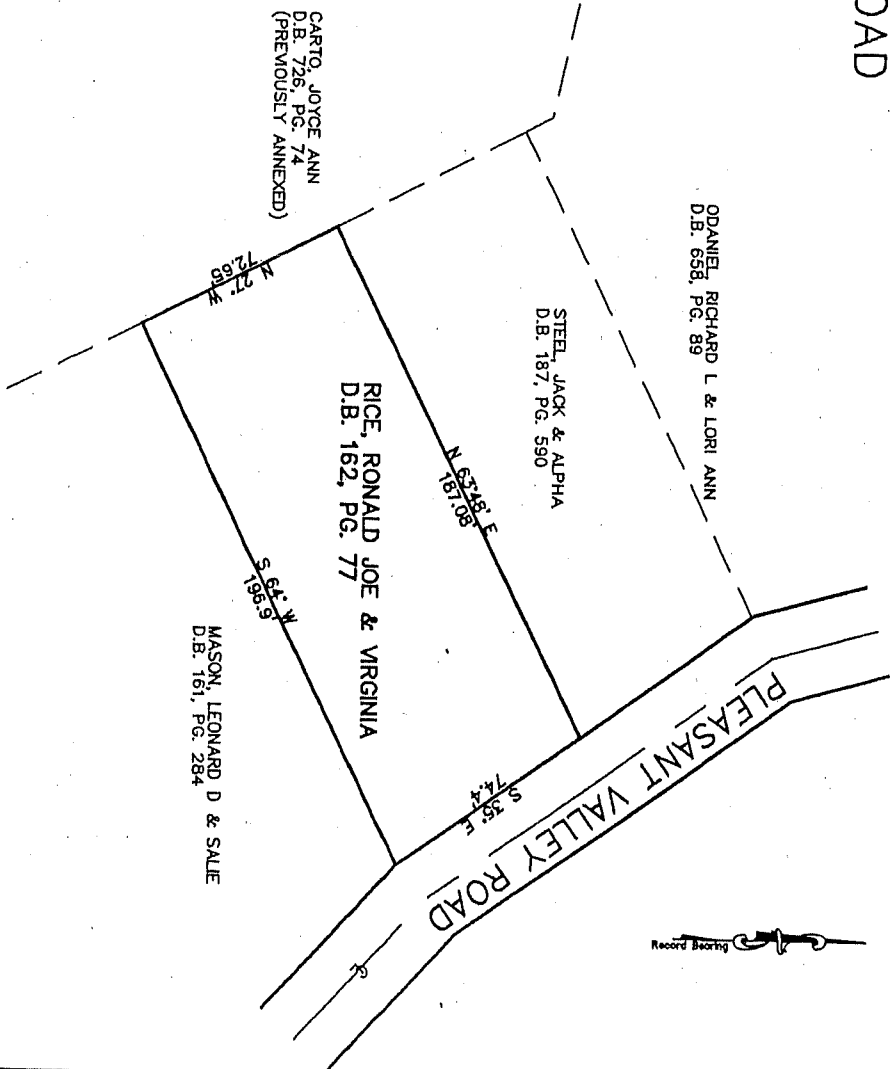 OAD
CARTO, JOYCE ANN
D.B. 726, PG. 74
(PREVIOUSLY ANNEXED)
ODANIEL, RICHARD L & LORI ANN
D.B. 658, PG. 89
STEEL, JACK & ALPHA
D.B. 187, PG. 590
N 63°48' E
187.08'
N 27° W
72.65
RICE, RONALD JOE & VIRGINIA
D.B. 162, PG. 77
S 64° W
196.9'
S 35° E
74.4'
MASON, LEONARD D & SALIE
D.B. 161, PG. 284
PLEASANT VALLEY ROAD
CL
Record Bearing